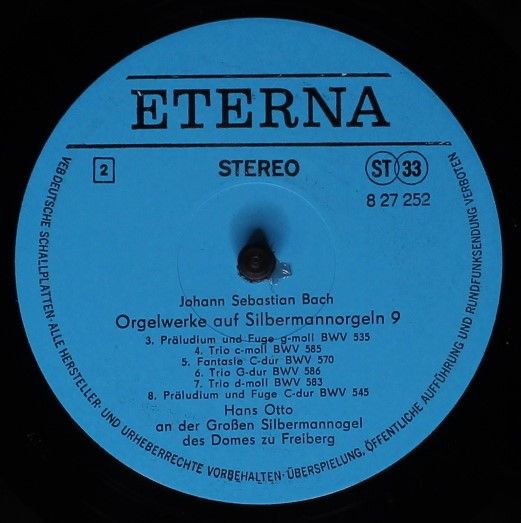 ETERNA
2
STEREO
ST 33
8 27 252
Johann Sebastian Bach
Orgelwerke auf Silbermannorgeln 9
3. Präludium und Fuge g-moll BWV 535
4. Trio c-moll BWV 585
5. Fantasie C-dur BWV 570
6. Trio G-dur BWV 586
7. Trio d-moll BWV 583
8. Präludium und Fuge C-dur BWV 545
Hans Otto
an der Großen Silbermannogel
des Domes zu Freiberg
VEB DEUTSCHE SCHALLPLATTEN · ALLE HERSTELLER- UND URHEBERRECHTE VORBEHALTEN - ÜBERSPIELUNG, ÖFFENTLICHE AUFFÜHRUNG UND RUNDFUNKSENDUNG VERBOTEN